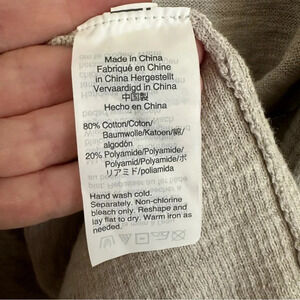 Made in China
Fabriqué en Chine
in China Hergestellt
Vervaardigd in China
中国製
Hecho en China
80% Cotton/Coton/
Baumwolle/Katoen/綿/
algodón
20% Polyamide/Polyamide/
Polyamid/Polyamide/ポ
リアミド/poliamida
Hand wash cold.
Separately. Non-chlorine
bleach only. Reshape and
lay flat to dry. Warm iron as
needed.